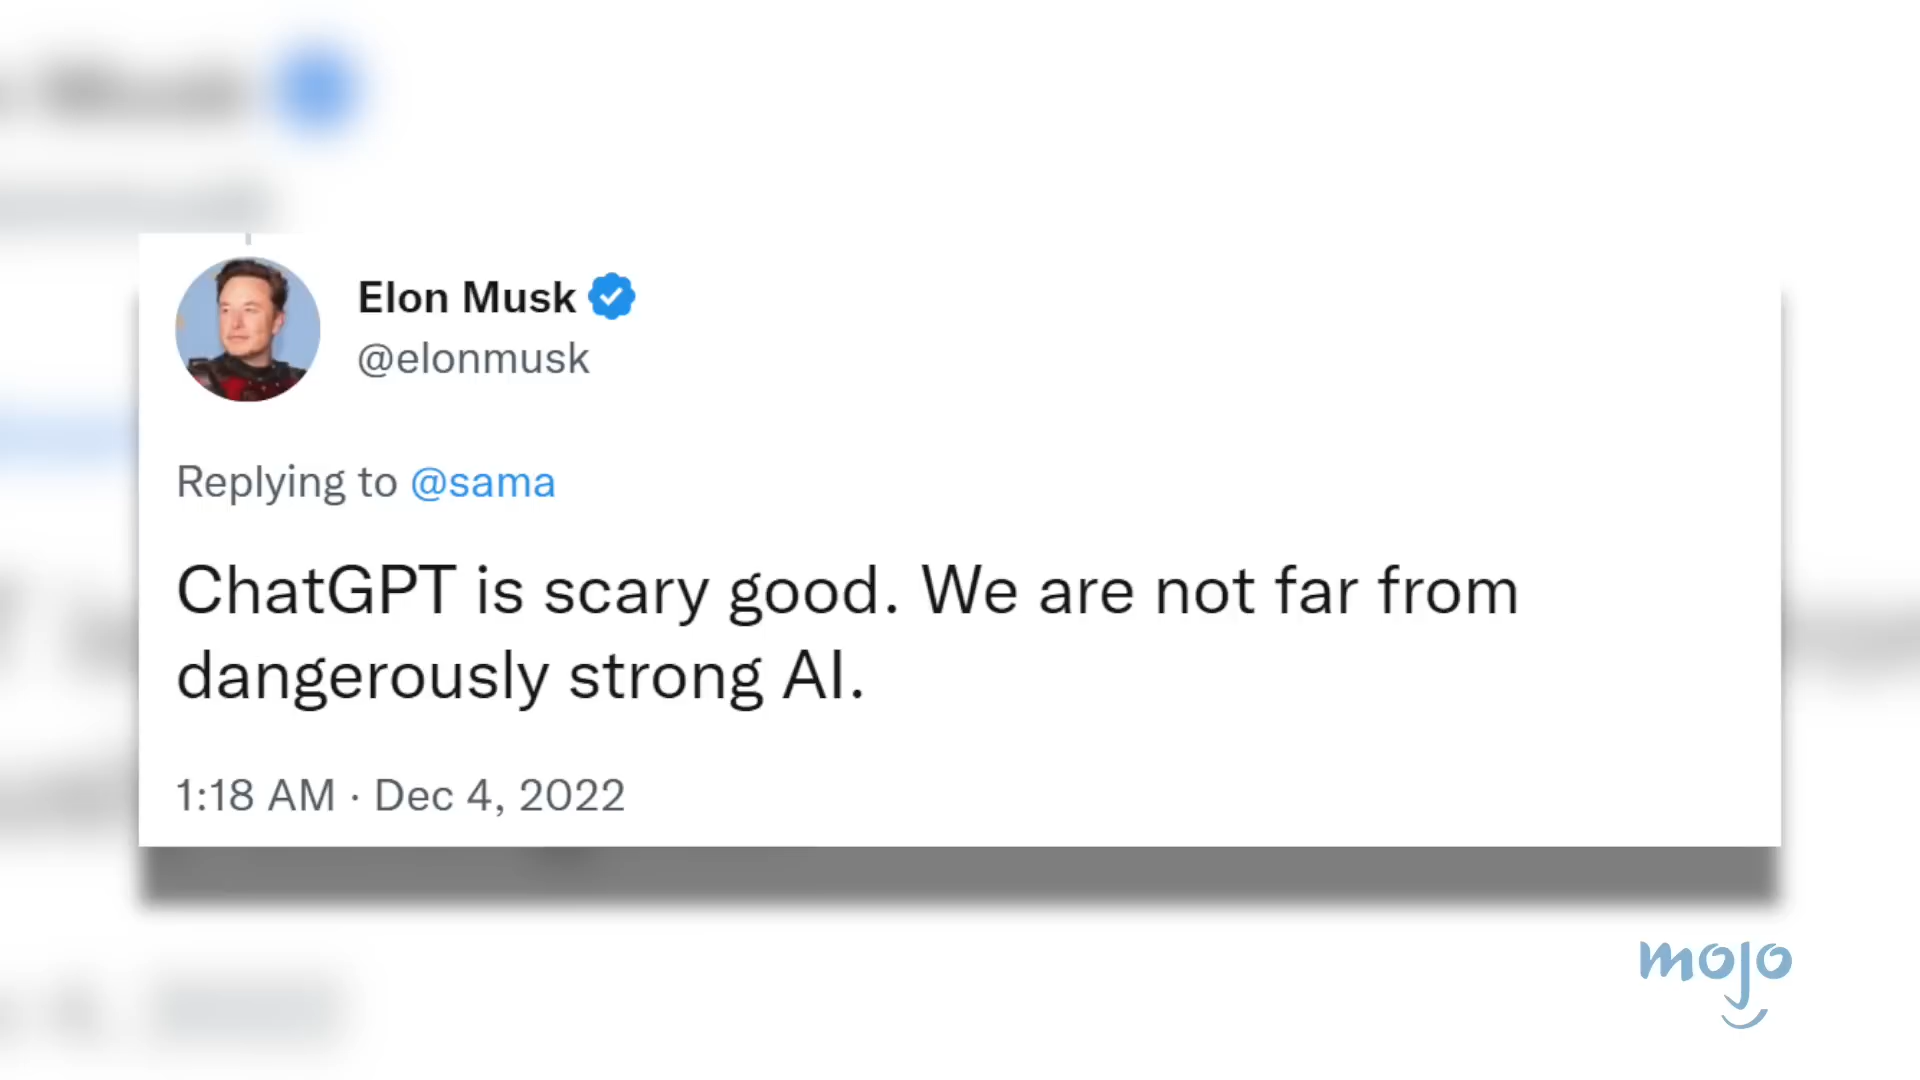 Elon Musk
@elonmusk
Replying to @sama
ChatGPT is scary good. We are not far from
dangerously strong AI.
1:18 AM · Dec 4, 2022
mojo